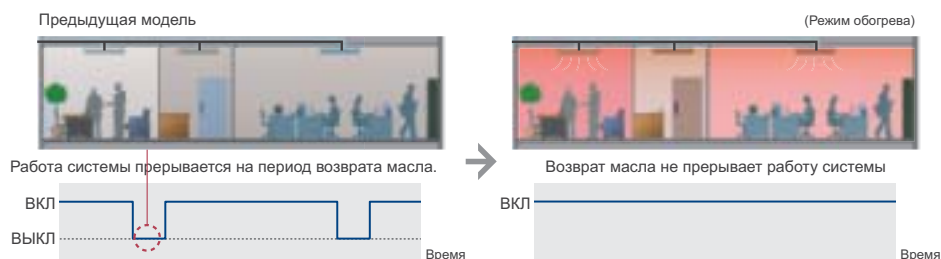 Предыдущая модель
(Режим обогрева)
Работа системы прерывается на период возврата масла.
Возврат масла не прерывает работу системы
ВКЛ
ВЫКЛ
Время
ВКЛ
Время